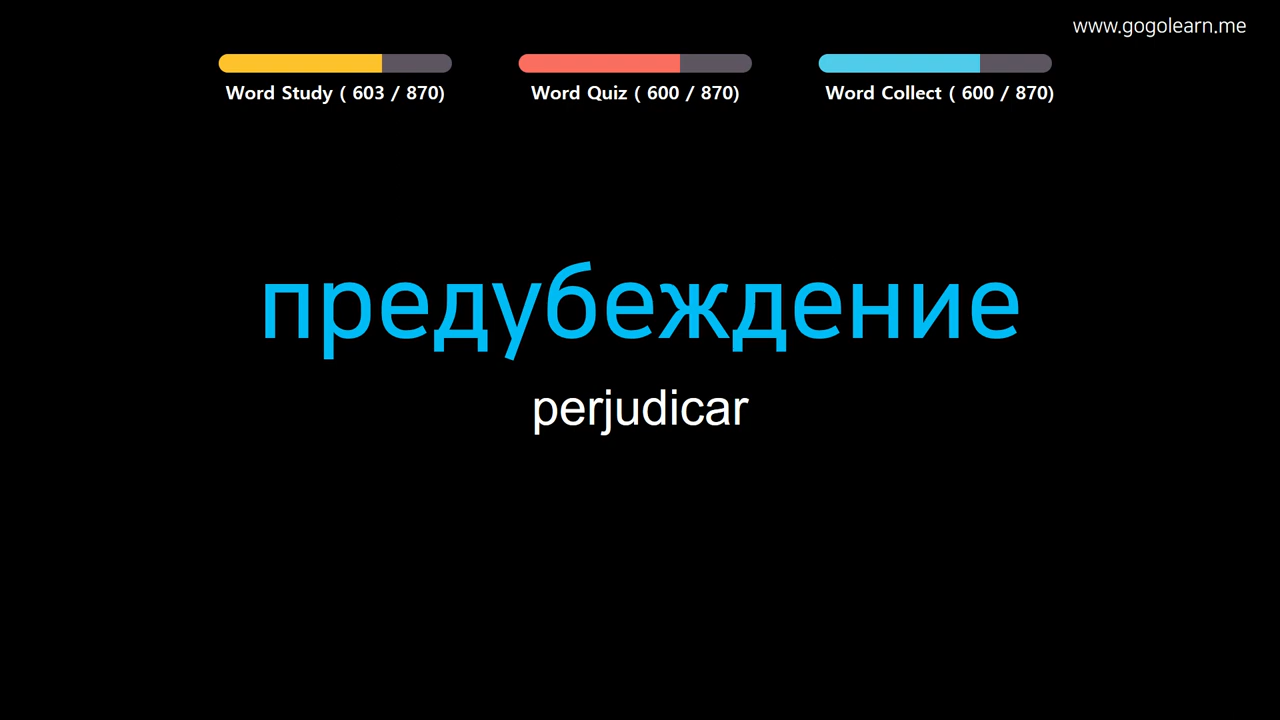 www.gogolearn.me
Word Study ( 603 / 870)
Word Quiz ( 600 / 870)
Word Collect ( 600 / 870)
предубеждение
perjudicar